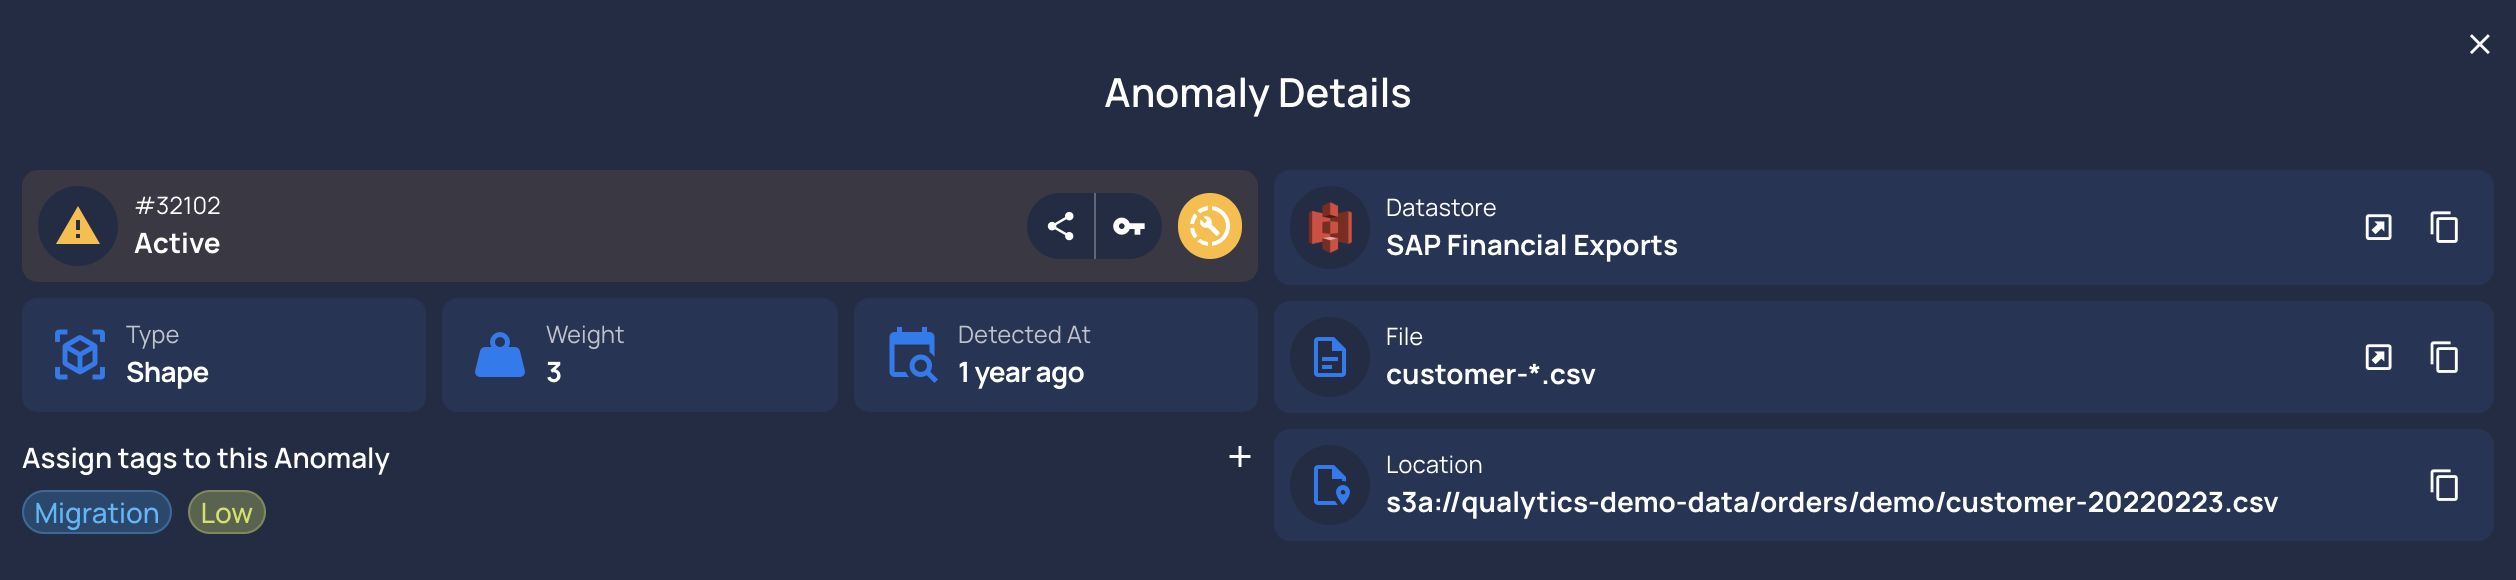 Anomaly Details
#32102
Active
Type
Shape
Weight
3
Detected At
1 year ago
Assign tags to this Anomaly
Migration
Low
Datastore
SAP Financial Exports
File
customer-*.csv
Location
s3a://qualytics-demo-data/orders/demo/customer-20220223.csv